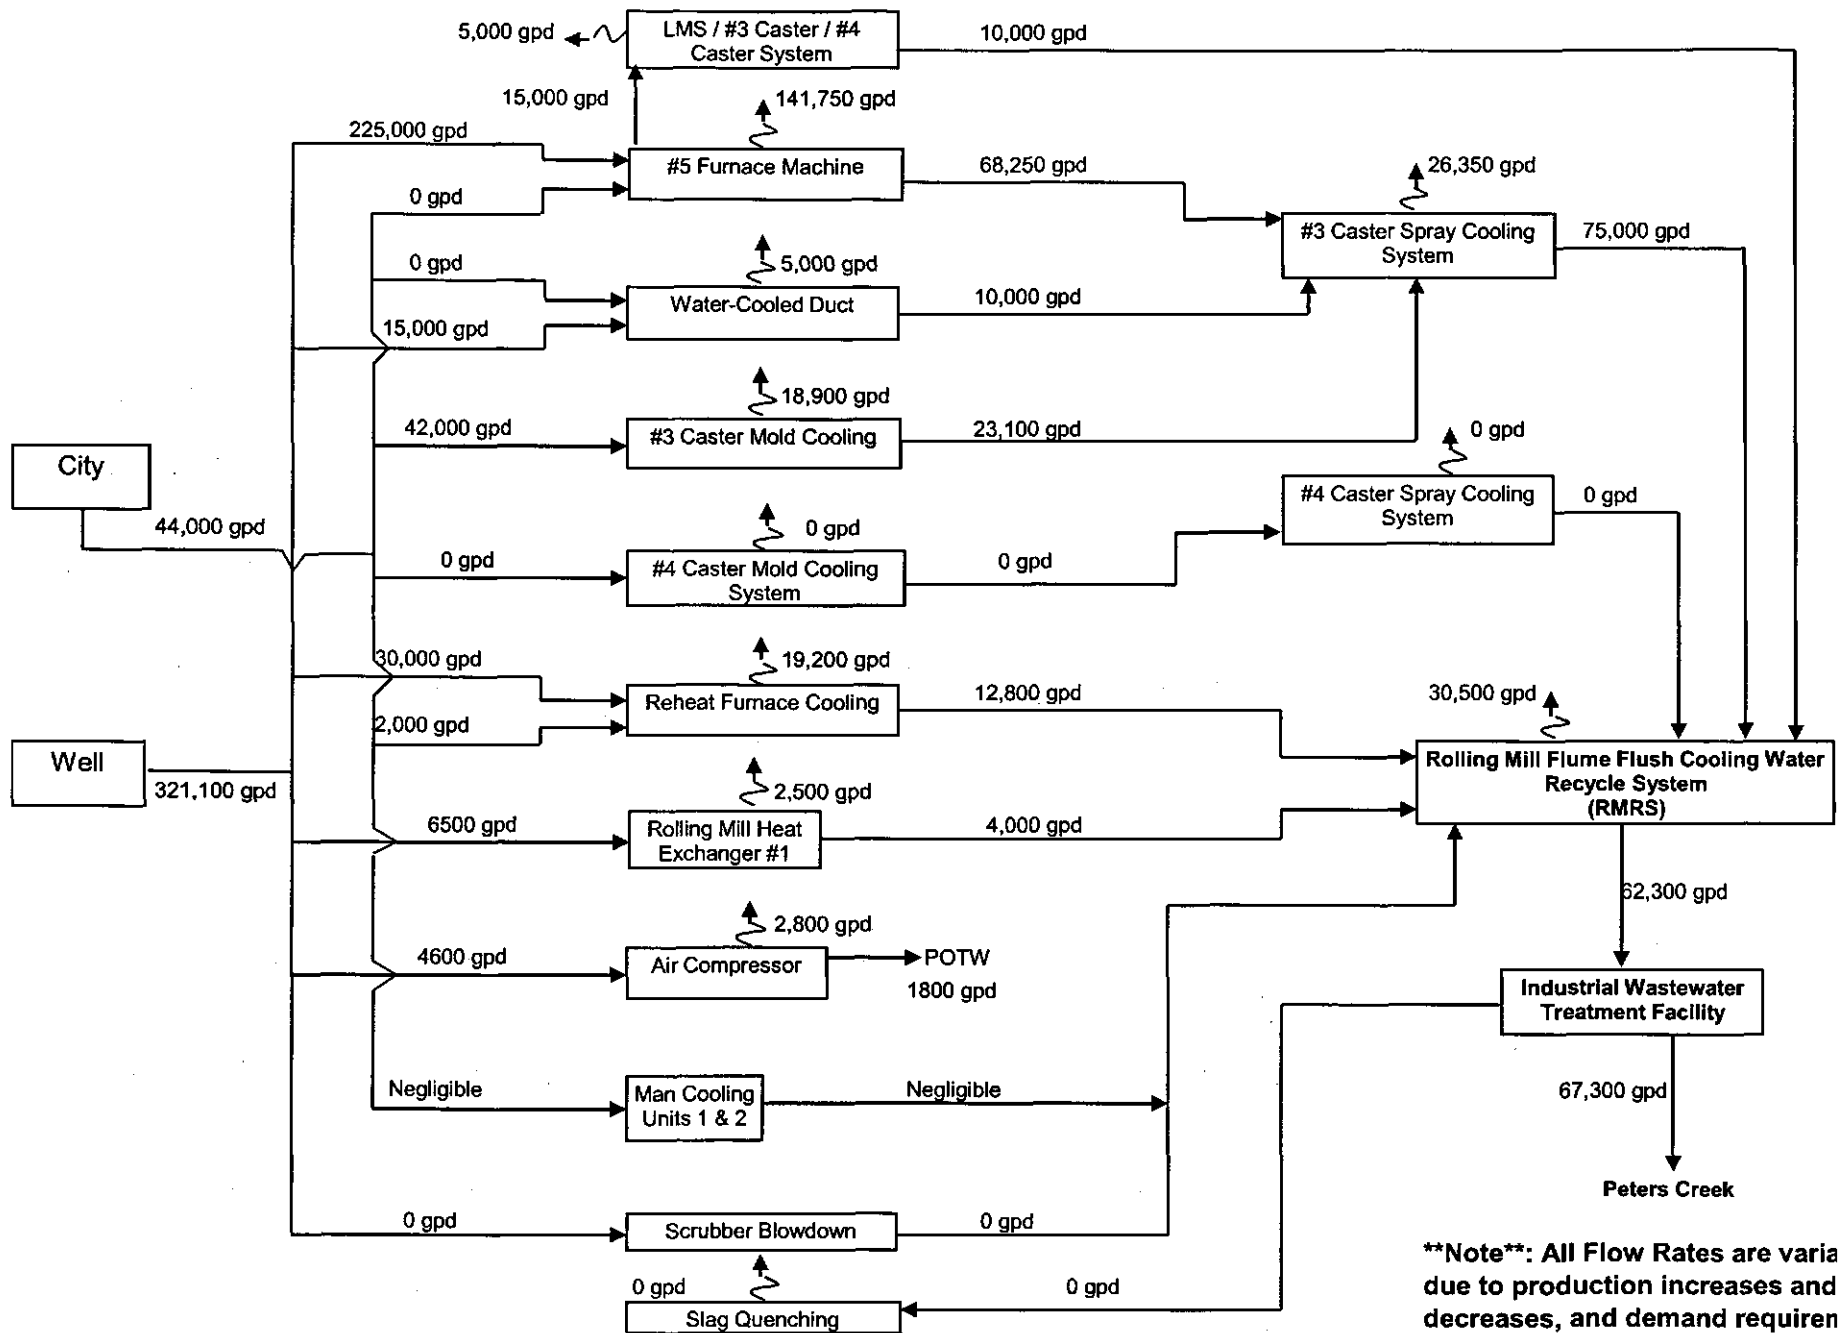 5,000 gpd
LMS / #3 Caster / #4
Caster System
10,000 gpd
15,000 gpd
141,750 gpd
225,000 gpd
#5 Furnace Machine
68,250 gpd
0 gpd
26,350 gpd
#3 Caster Spray Cooling
System
75,000 gpd
0 gpd
5,000 gpd
Water-Cooled Duct
10,000 gpd
15,000 gpd
18,900 gpd
42,000 gpd
#3 Caster Mold Cooling
23,100 gpd
0 gpd
City
#4 Caster Spray Cooling
System
0 gpd
44,000 gpd
0 gpd
0 gpd
#4 Caster Mold Cooling
System
0 gpd
30,000 gpd
19,200 gpd
Reheat Furnace Cooling
12,800 gpd
30,500 gpd
2,000 gpd
Well
321,100 gpd
Rolling Mill Flume Flush Cooling Water
Recycle System
(RMRS)
2,500 gpd
6500 gpd
Rolling Mill Heat
Exchanger #1
4,000 gpd
62,300 gpd
2,800 gpd
4600 gpd
Air Compressor
POTW
1800 gpd
Industrial Wastewater
Treatment Facility
Negligible
Man Cooling
Units 1 & 2
Negligible
67,300 gpd
Peters Creek
0 gpd
Scrubber Blowdown
0 gpd
0 gpd
Slag Quenching
0 gpd
**Note**: All Flow Rates are varia
due to production increases and
decreases, and demand requiren